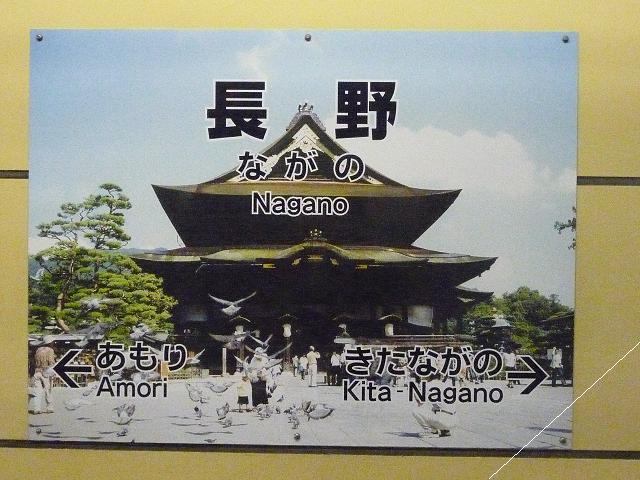 長野
ながの
Nagano
あもり
Amori
きたながの
Kita-Nagano